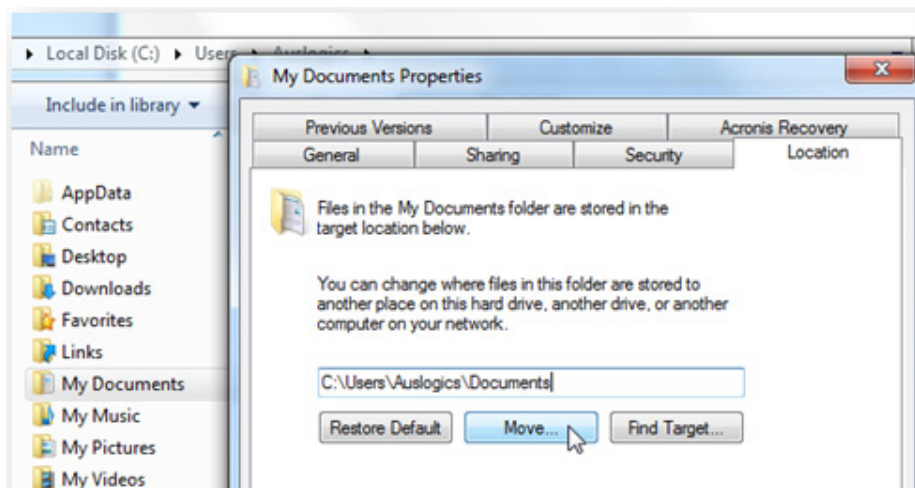 Local Disk (C:) Users Auslogics
My Documents Properties
Include in library
Name
AppData
Contacts
Desktop
Downloads
Favorites
Links
My Documents
My Music
My Pictures
My Videos
Previous Versions Customize Acronis Recovery
General Sharing Security Location
Files in the My Documents folder are stored in the
target location below.
You can change where files in this folder are stored to
another place on this hard drive, another drive, or another
computer on your network.
C:\Users\Auslogics\Documents
Restore Default Move... Find Target...